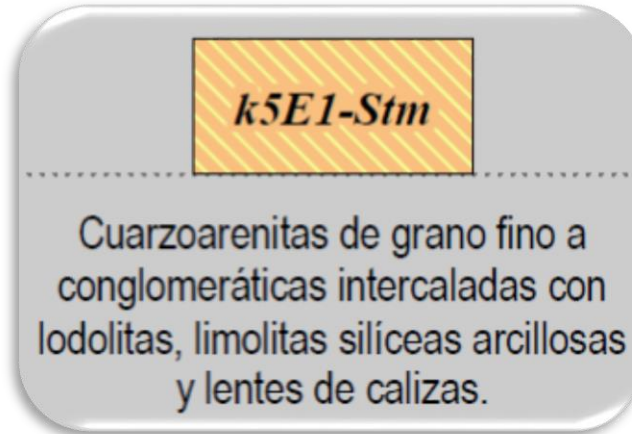 k5E1-Stm
Cuarzoarenitas de grano fino a
conglomeráticas intercaladas con
lodolitas, limolitas silíceas arcillosas
y lentes de calizas.